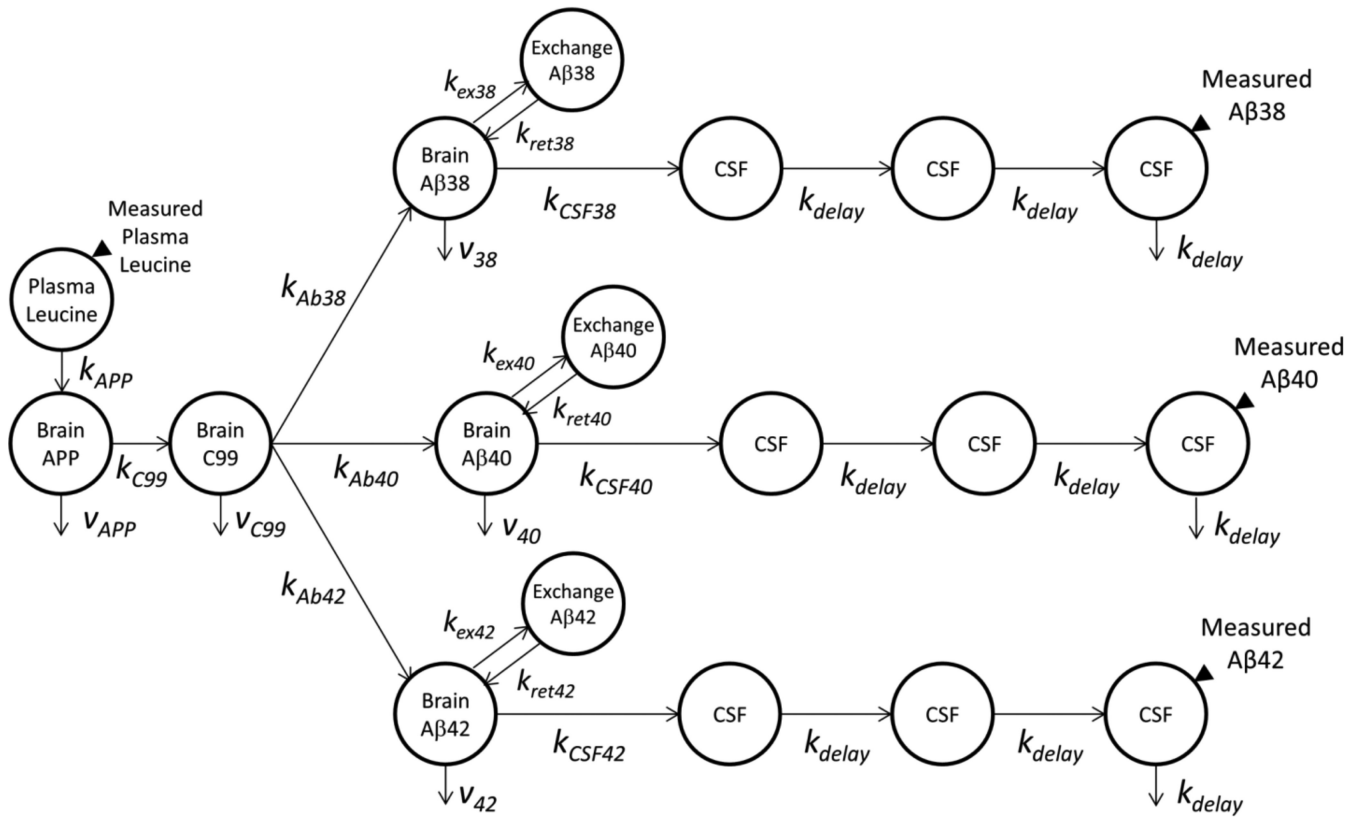 Exchange
Aβ38
k_ex38
k_ret38
Measured
Aβ38
Brain
Aβ38
CSF
CSF
CSF
k_CSF38
k_delay
k_delay
v_38
k_delay
Measured
Plasma
Leucine
Plasma
Leucine
k_Ab38
k_APP
Exchange
Aβ40
k_ex40
k_ret40
Measured
Aβ40
Brain
APP
Brain
C99
Brain
Aβ40
CSF
CSF
CSF
k_C99
k_Ab40
k_CSF40
k_delay
k_delay
v_APP
v_C99
v_40
k_delay
k_Ab42
Exchange
Aβ42
k_ex42
k_ret42
Measured
Aβ42
Brain
Aβ42
CSF
CSF
CSF
k_CSF42
k_delay
k_delay
v_42
k_delay